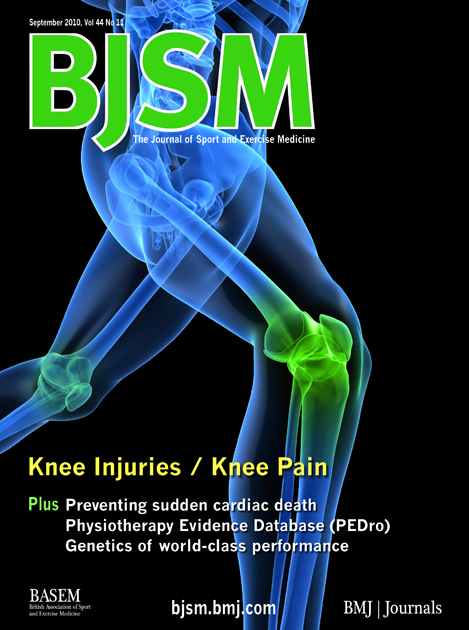 September 2010, Vol 44 No 11
BJSM
The Journal of Sport and Exercise Medicine
Knee Injuries / Knee Pain
Plus Preventing sudden cardiac death
Physiotherapy Evidence Database (PEDro)
Genetics of world-class performance
BASEM
British Association of Sport
and Exercise Medicine
bjsm.bmj.com
BMJ | Journals